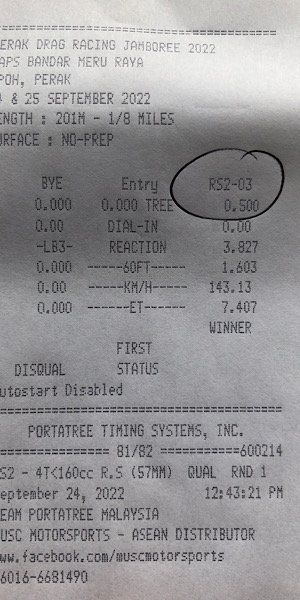 ERAK DRAG RACING JAMBOREE 2022
APS BANDAR MERU RAYA
POH, PERAK
& 25 SEPTEMBER 2022
ENGTH : 201M - 1/8 MILES
URFACE : NO-PREP
BYE Entry RS2-03
0.000 0.000 TREE 0.500
0.00 DIAL-IN 0.00
-LB3- REACTION 3.827
0.000 ------60FT----- 1.603
0.00 ------KM/H----- 143.13
0.000 ------ET------ 7.407
WINNER
FIRST
DISQUAL STATUS
utostart Disabled
PORTATREE TIMING SYSTEMS, INC.
================ 81/82 ===========600214
S2 - 4T<160cc R.S (57MM) QUAL RND 1
eptember 24, 2022 12:43:21 PM
EAM PORTATREE MALAYSIA
USC MOTORSPORTS - ASEAN DISTRIBUTOR
ww.facebook.com/muscmotorsports
6016-6681490